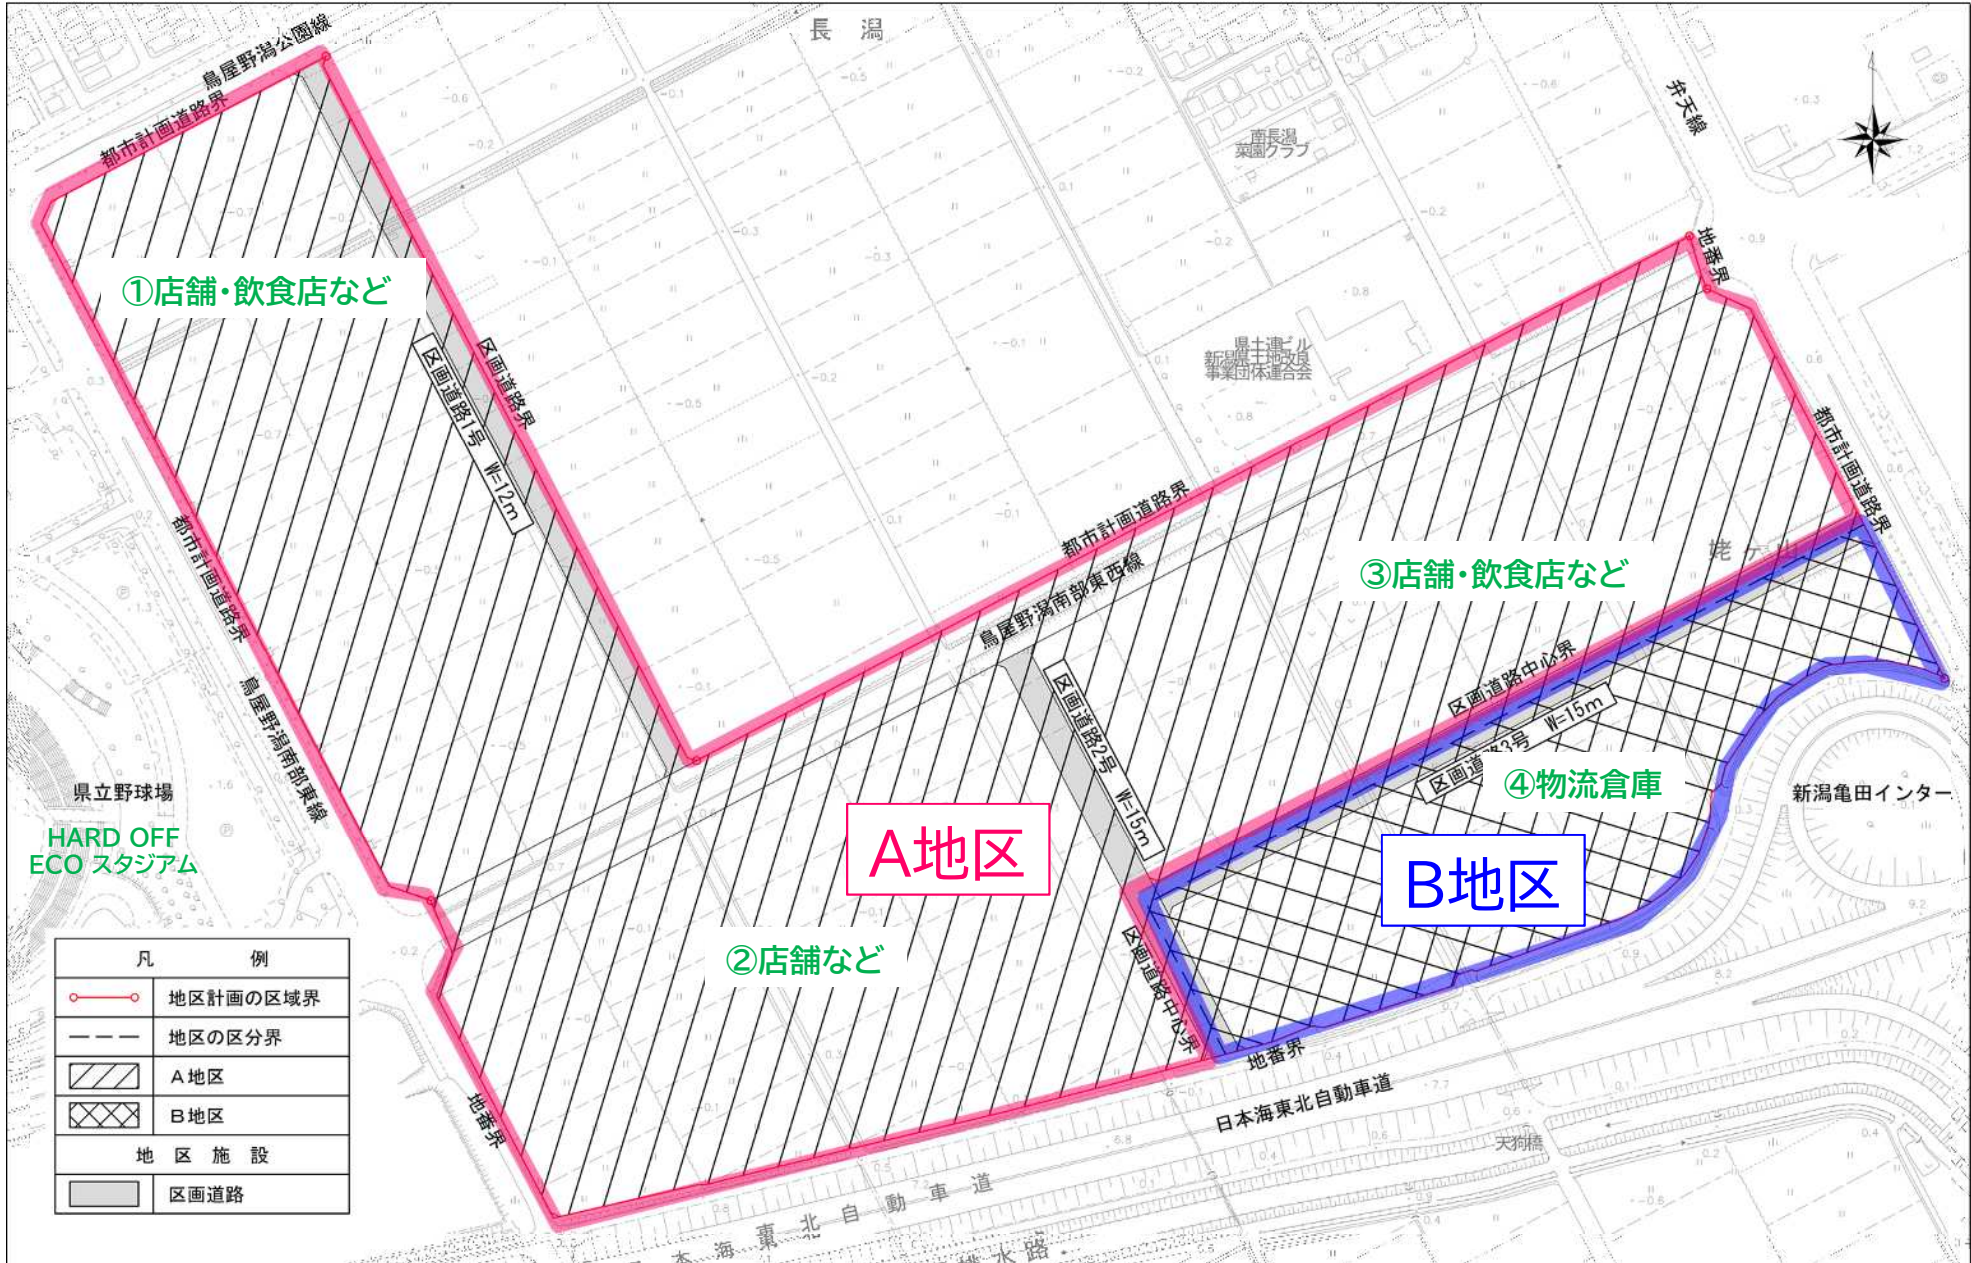 長潟
鳥屋野潟公園線
都市計画道路界
弁天線
南長潟
菜園クラブ
地番界
①店舗・飲食店など
区画道路界
区画道路1号 W=12m
県土連ビル
新潟県土地改良
事業団体連合会
都市計画道路界
都市計画道路界
都市計画道路界
鳥屋野潟南部東西線
③店舗・飲食店など
姥ヶ山
鳥屋野潟南部東線
区画道路2号 W=15m
区画道路中心界
区画道路3号 W=15m
④物流倉庫
県立野球場
HARD OFF
ECO スタジアム
新潟亀田インター
A地区
B地区
②店舗など
区画道路中心界
地番界
地番界
日本海東北自動車道
天狗橋
本海東北自動車道
排水路
凡例
地区計画の区域界
地区の区分界
A地区
B地区
地区施設
区画道路